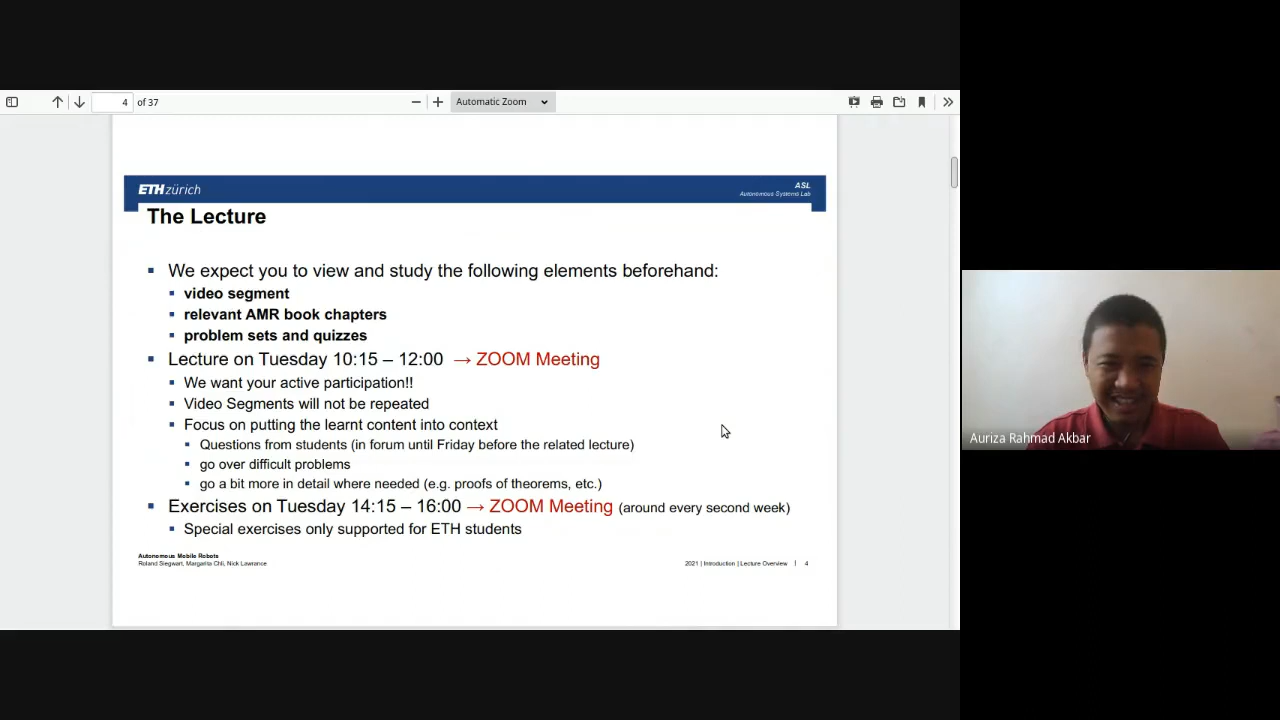 4 of 37
Automatic Zoom
ETH zürich
ASL
Autonomous Systems Lab
The Lecture
We expect you to view and study the following elements beforehand:
video segment
relevant AMR book chapters
problem sets and quizzes
Lecture on Tuesday 10:15 – 12:00 → ZOOM Meeting
We want your active participation!!
Video Segments will not be repeated
Focus on putting the learnt content into context
Questions from students (in forum until Friday before the related lecture)
go over difficult problems
go a bit more in detail where needed (e.g. proofs of theorems, etc.)
Exercises on Tuesday 14:15 – 16:00 → ZOOM Meeting (around every second week)
Special exercises only supported for ETH students
Autonomous Mobile Robots
Roland Siegwart, Margarita Chli, Nick Lawrance
2021 | Introduction | Lecture Overview | 4
Auriza Rahmad Akbar